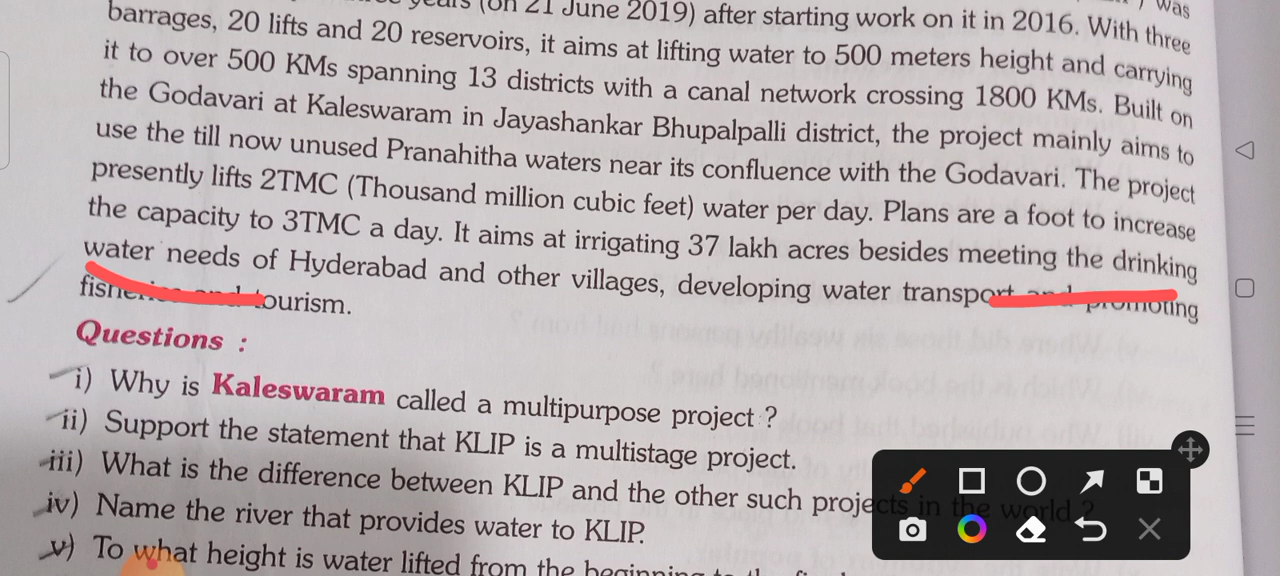 years (on 21 June 2019) after starting work on it in 2016. With three
barrages, 20 lifts and 20 reservoirs, it aims at lifting water to 500 meters height and carrying
it to over 500 KMs spanning 13 districts with a canal network crossing 1800 KMs. Built on
the Godavari at Kaleswaram in Jayashankar Bhupalpalli district, the project mainly aims to
use the till now unused Pranahitha waters near its confluence with the Godavari. The project
presently lifts 2TMC (Thousand million cubic feet) water per day. Plans are a foot to increase
the capacity to 3TMC a day. It aims at irrigating 37 lakh acres besides meeting the drinking
water needs of Hyderabad and other villages, developing water transport and promoting
fisheries and tourism.
Questions :
i) Why is Kaleswaram called a multipurpose project ?
ii) Support the statement that KLIP is a multistage project.
iii) What is the difference between KLIP and the other such projects in the world ?
iv) Name the river that provides water to KLIP.
v) To what height is water lifted from the beginning to the